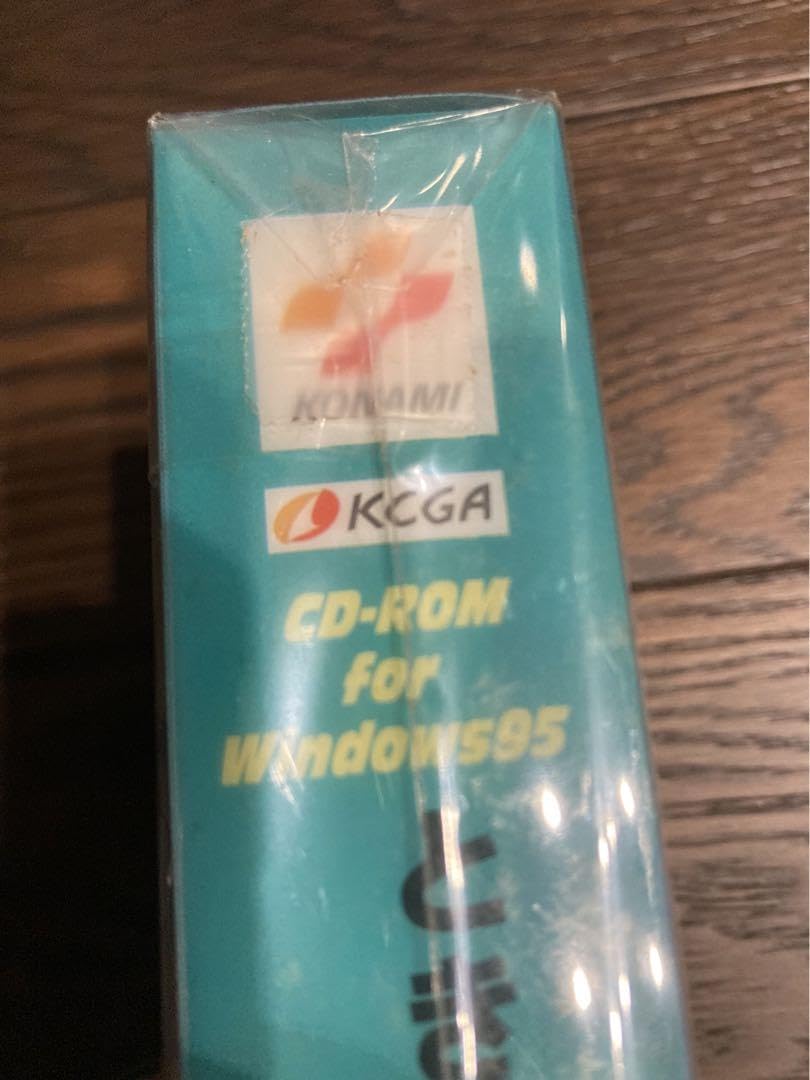 KONAMI
KCGA
CD-ROM
for
Windows95